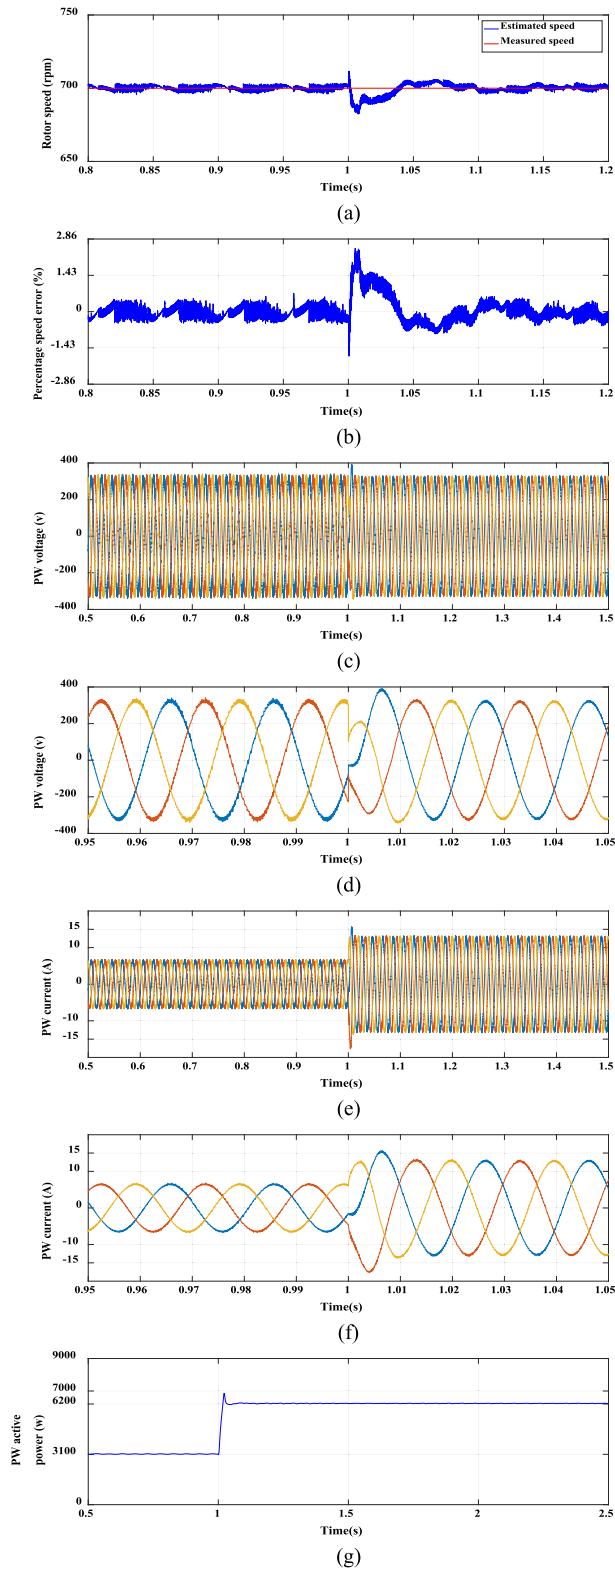 750
Estimated speed
Measured speed
Rotor speed (rpm)
700
650
0.8 0.85 0.9 0.95 1 1.05 1.1 1.15 1.2
Time(s)
(a)
2.86
1.43
0
-1.43
-2.86
Percentage speed error (%)
0.8 0.85 0.9 0.95 1 1.05 1.1 1.15 1.2
Time(s)
(b)
400
200
0
-200
-400
PW voltage (v)
0.5 0.6 0.7 0.8 0.9 1 1.1 1.2 1.3 1.4 1.5
Time(s)
(c)
400
200
0
-200
-400
PW voltage (v)
0.95 0.96 0.97 0.98 0.99 1 1.01 1.02 1.03 1.04 1.05
Time(s)
(d)
15
10
0
-10
-15
PW current (A)
0.5 0.6 0.7 0.8 0.9 1 1.1 1.2 1.3 1.4 1.5
Time(s)
(e)
15
10
0
-10
-15
PW current (A)
0.95 0.96 0.97 0.98 0.99 1 1.01 1.02 1.03 1.04 1.05
Time(s)
(f)
9000
7000
6200
3100
0
PW active
power (w)
0.5 1 1.5 2 2.5
Time(s)
(g)